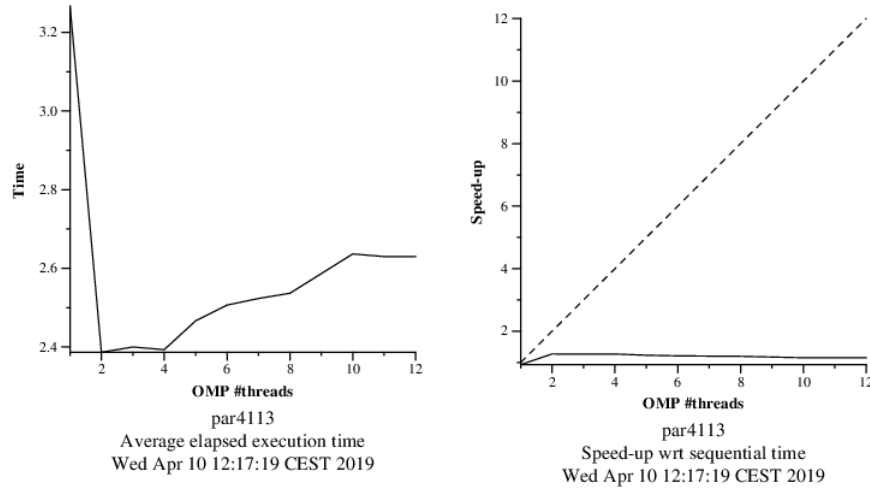 3.2
3.0
2.8
2.6
2.4
Time
2
4
6
8
10
12
OMP #threads
par4113
Average elapsed execution time
Wed Apr 10 12:17:19 CEST 2019
12
10
8
6
4
2
Speed-up
2
4
6
8
10
12
OMP #threads
par4113
Speed-up wrt sequential time
Wed Apr 10 12:17:19 CEST 2019